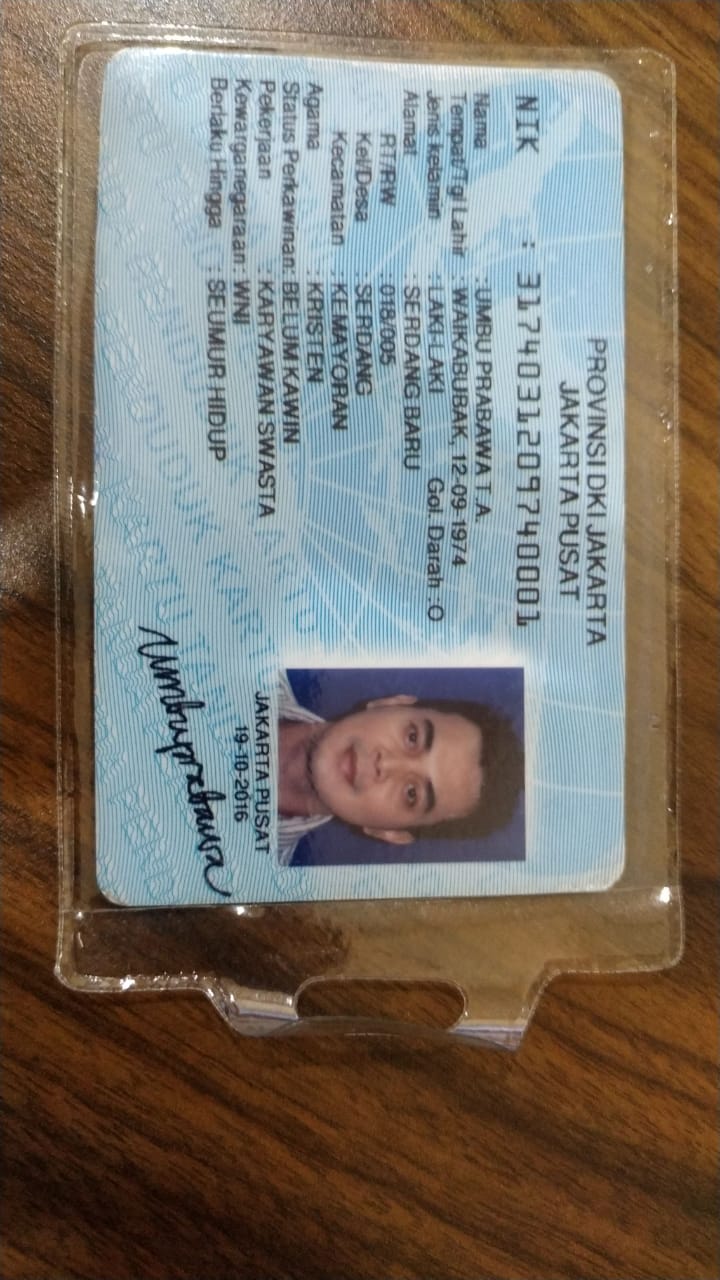 PROVINSI DKI JAKARTA
JAKARTA PUSAT
NIK : 3174031209740001
Nama : UMBU PRABAWA T. A.
Tempat/Tgl Lahir : WAIKABUBAK, 12-09-1974
Jenis kelamin : LAKI-LAKI Gol. Darah : O
Alamat : SERDANG BARU
RT/RW : 018/005
Kel/Desa : SERDANG
Kecamatan : KEMAYORAN
Agama : KRISTEN
Status Perkawinan: BELUM KAWIN
Pekerjaan : KARYAWAN SWASTA
Kewarganegaraan: WNI
Berlaku Hingga : SEUMUR HIDUP
JAKARTA PUSAT
19-10-2016
Umbuprabawa